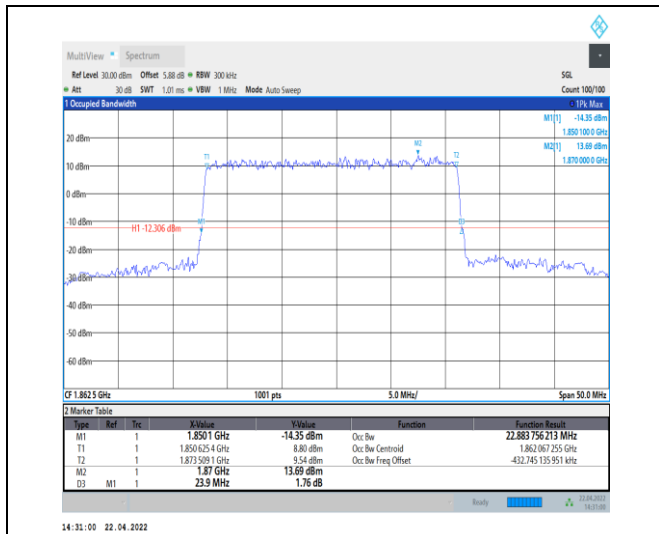 MultiView Spectrum
Ref Level 30.00 dBm Offset 5.88 dB RBW 300 kHz SGL
Att 30 dB SWT 1.01 ms VBW 1 MHz Mode Auto Sweep Count 100/100
1 Occupied Bandwidth 1Pk Max
M1[1] -14.35 dBm
1.850 100 0 GHz
M2[1] 13.69 dBm
1.870 000 0 GHz
20 dBm
M2
T1 T2
10 dBm
0 dBm
-10 dBm
M1 D3
H1 -12.306 dBm
-20 dBm
-30 dBm
-40 dBm
-50 dBm
-60 dBm
CF 1.862 5 GHz 1001 pts 5.0 MHz/ Span 50.0 MHz
2 Marker Table
Type Ref Trc X-Value Y-Value Function Function Result
M1 1 1.8501 GHz -14.35 dBm Occ Bw 22.883 756 213 MHz
T1 1 1.850 625 4 GHz 8.80 dBm Occ Bw Centroid 1.862 067 255 GHz
T2 1 1.873 509 1 GHz 9.54 dBm Occ Bw Freq Offset -432.745 135 951 kHz
M2 1 1.87 GHz 13.69 dBm
D3 M1 1 23.9 MHz 1.76 dB
Ready 22.04.2022
14:31:00
14:31:00 22.04.2022